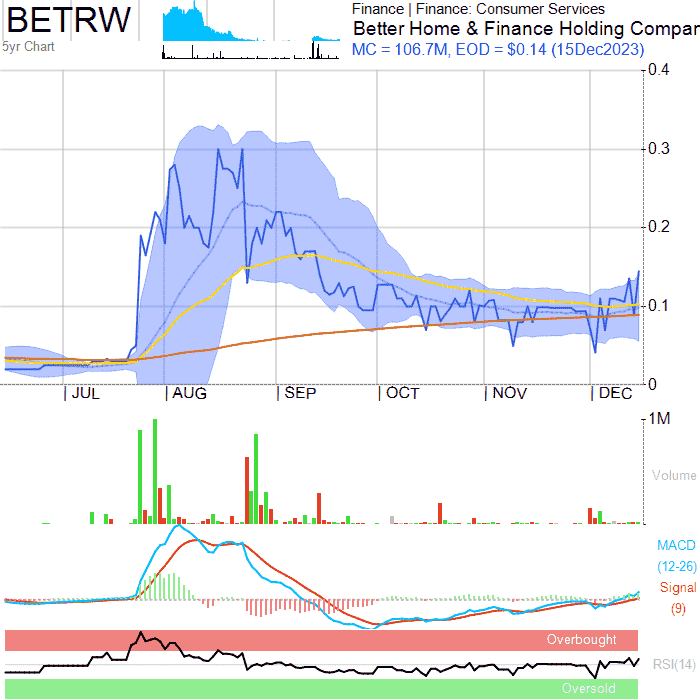 BETRW
5yr Chart
Finance | Finance: Consumer Services
Better Home & Finance Holding Compan
MC = 106.7M, EOD = $0.14 (15Dec2023)
0.4
0.3
0.2
0.1
0
JUL AUG SEP OCT NOV DEC
1M
Volume
MACD
(12-26)
Signal
(9)
Overbought
RSI(14)
Oversold